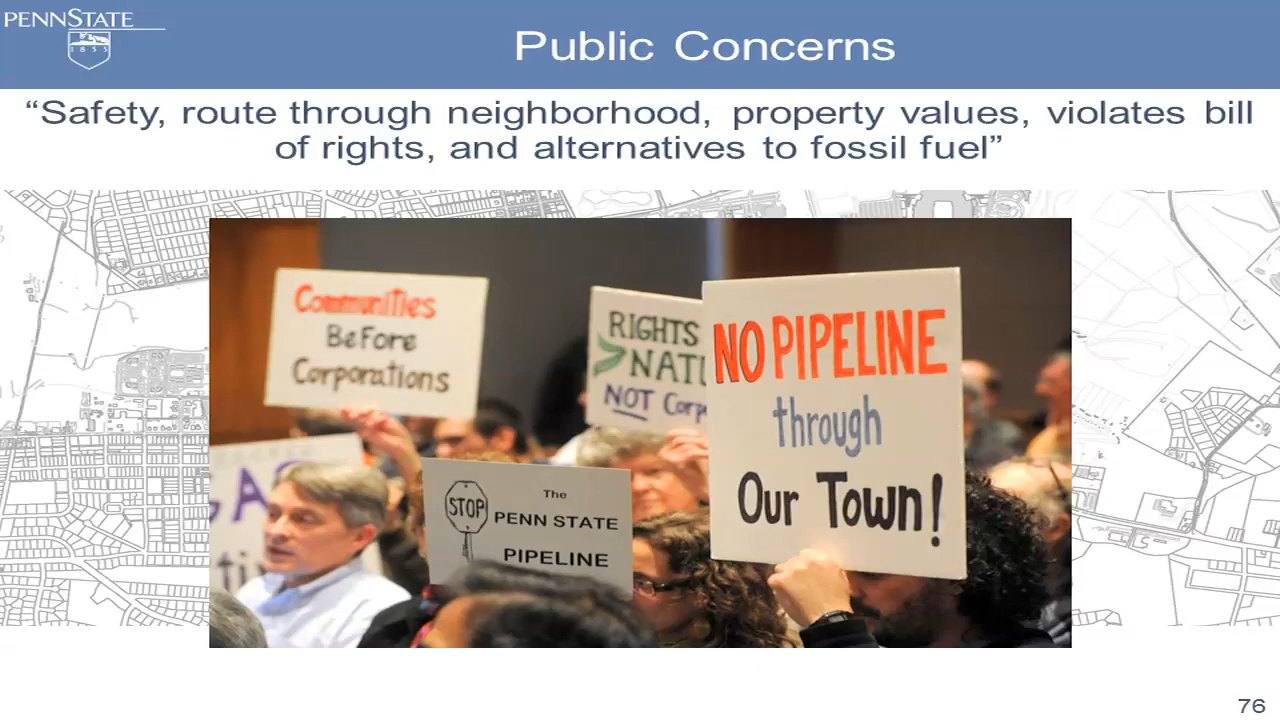 PENNSTATE
1855
Public Concerns
“Safety, route through neighborhood, property values, violates bill
of rights, and alternatives to fossil fuel”
Communities
Before
Corporations
RIGHTS
NOT
NO PIPELINE
through
Our Town!
STOP
The
PENN STATE
PIPELINE
76